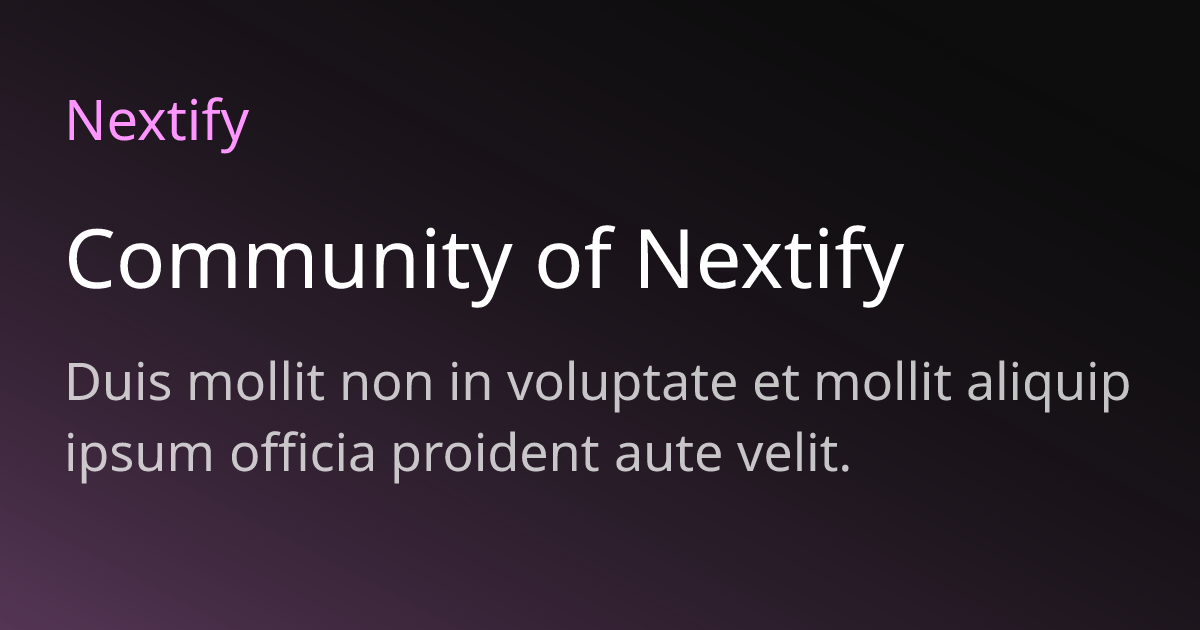 Nextify
Community of Nextify
Duis mollit non in voluptate et mollit aliquip
ipsum officia proident aute velit.